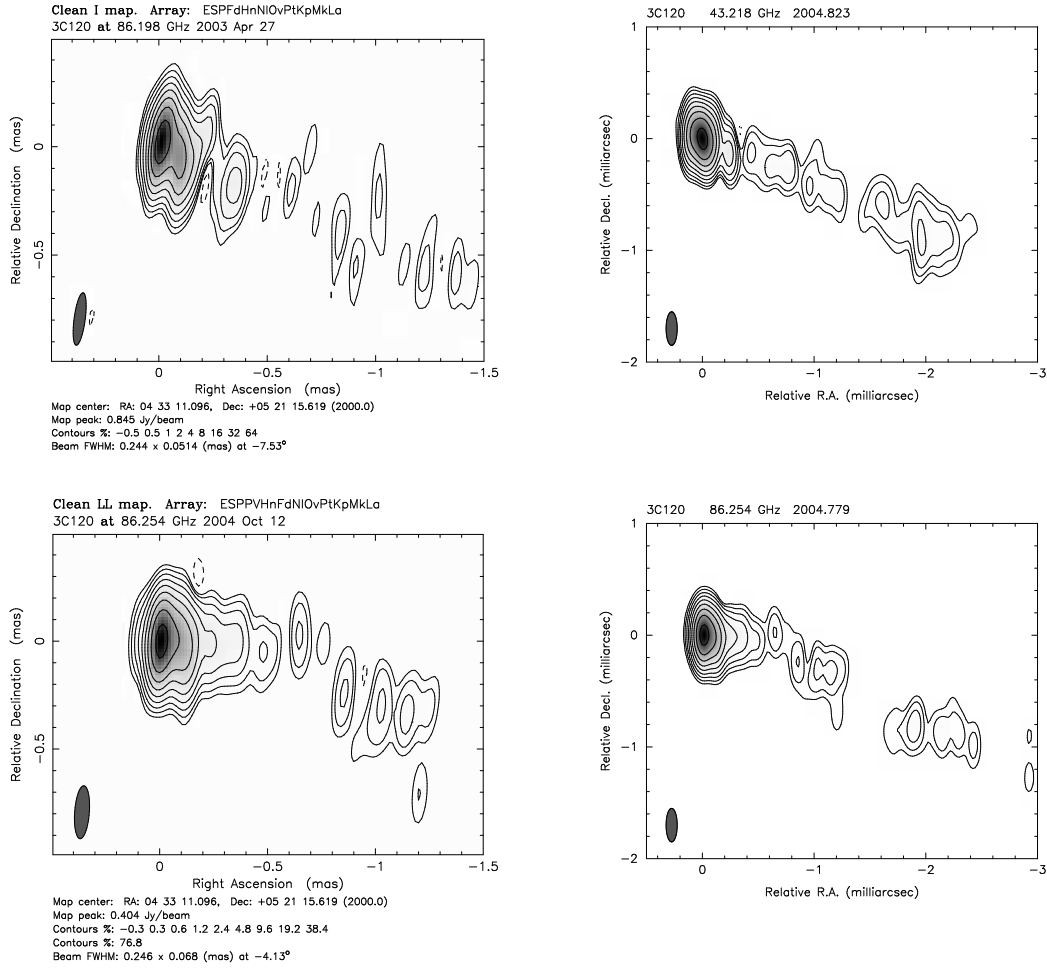 Clean I map. Array: ESPFdHnNlOvPtKpMkLa
3C120 at 86.198 GHz 2003 Apr 27
Relative Declination (mas)
0
−0.5
0 −0.5 −1 −1.5
Right Ascension (mas)
Map center: RA: 04 33 11.096, Dec: +05 21 15.619 (2000.0)
Map peak: 0.845 Jy/beam
Contours %: −0.5 0.5 1 2 4 8 16 32 64
Beam FWHM: 0.244 x 0.0514 (mas) at −7.53°
3C120 43.218 GHz 2004.823
Relative Decl. (milliarcsec)
1
0
−1
−2
0 −1 −2 −3
Relative R.A. (milliarcsec)
Clean LL map. Array: ESPPVHnFdNlOvPtKpMkLa
3C120 at 86.254 GHz 2004 Oct 12
Relative Declination (mas)
0
−0.5
0 −0.5 −1 −1.5
Right Ascension (mas)
Map center: RA: 04 33 11.096, Dec: +05 21 15.619 (2000.0)
Map peak: 0.404 Jy/beam
Contours %: −0.3 0.3 0.6 1.2 2.4 4.8 9.6 19.2 38.4
Contours %: 76.8
Beam FWHM: 0.246 x 0.068 (mas) at −4.13°
3C120 86.254 GHz 2004.779
Relative Decl. (milliarcsec)
1
0
−1
−2
0 −1 −2 −3
Relative R.A. (milliarcsec)